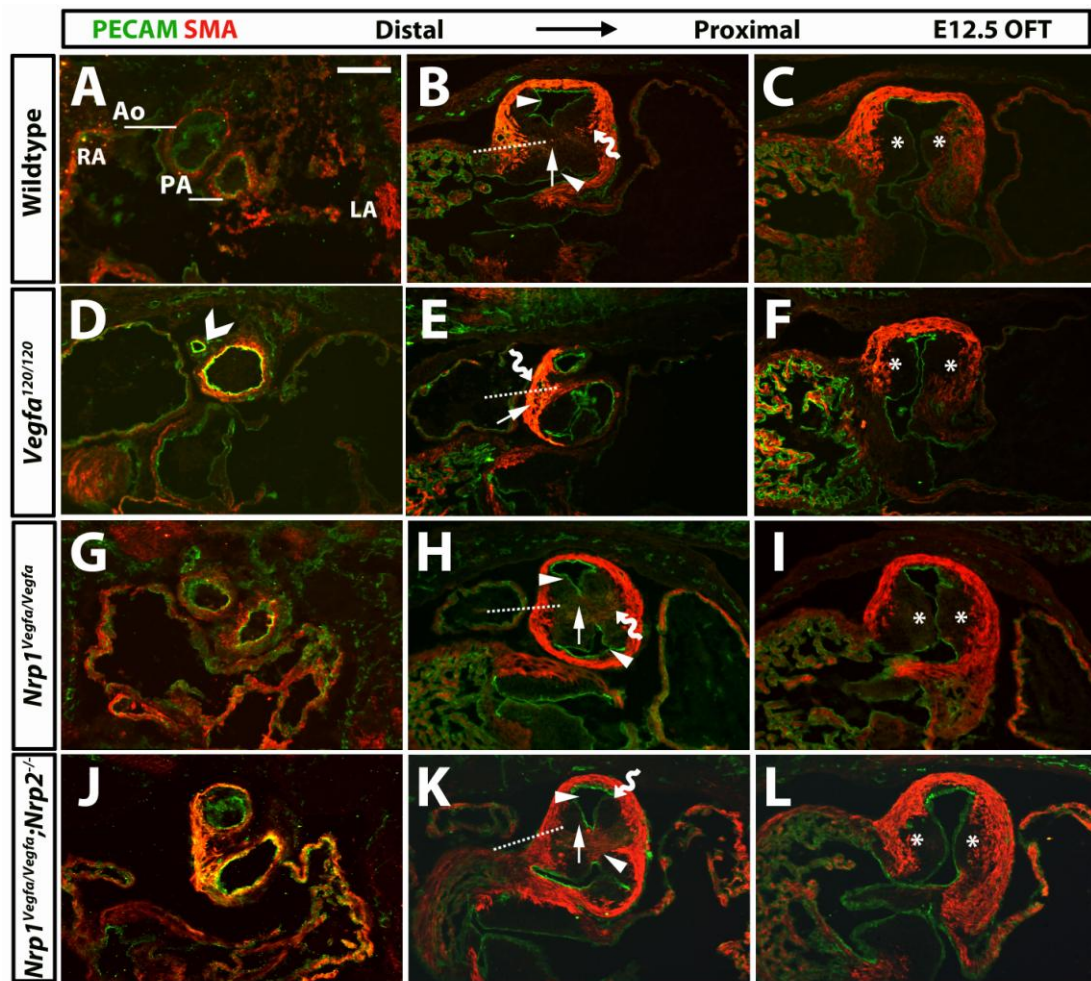 PECAM SMA Distal Proximal E12.5 OFT
Wildtype
A
Ao
RA
PA
LA
B
C
* *
Vegfa120/120
D
E
F
* *
Nrp1Vegfa/Vegfa
G
H
I
* *
Nrp1Vegfa/Vegfa;Nrp2-/-
J
K
L
* *